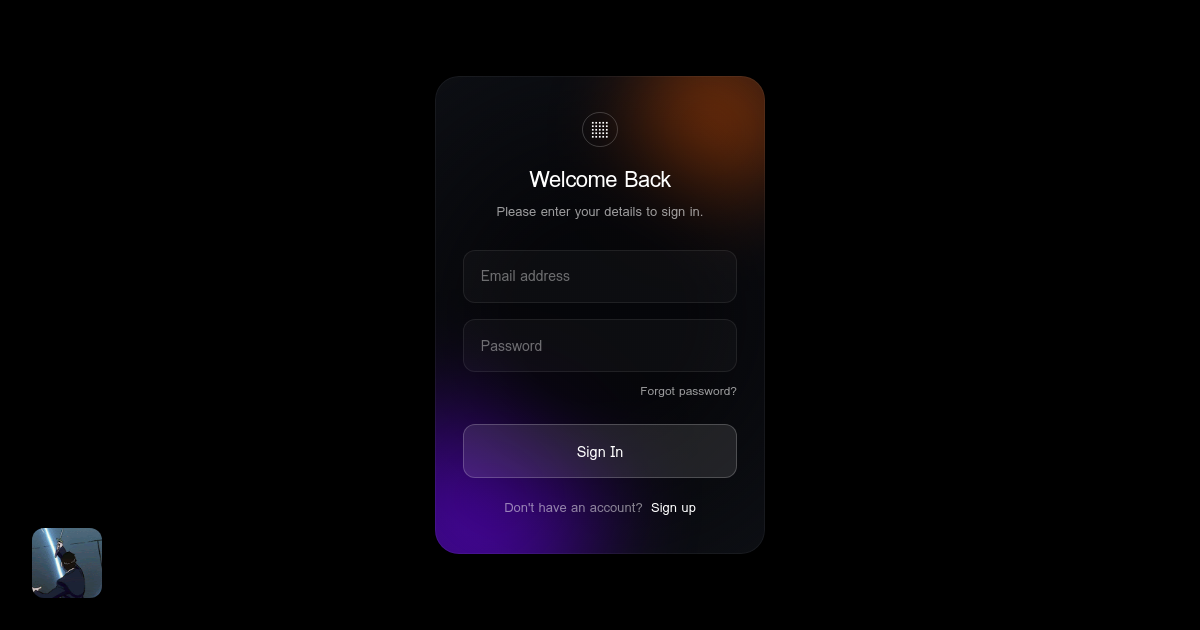 Welcome Back
Please enter your details to sign in.
Email address
Password
Forgot password?
Sign In
Don't have an account? Sign up